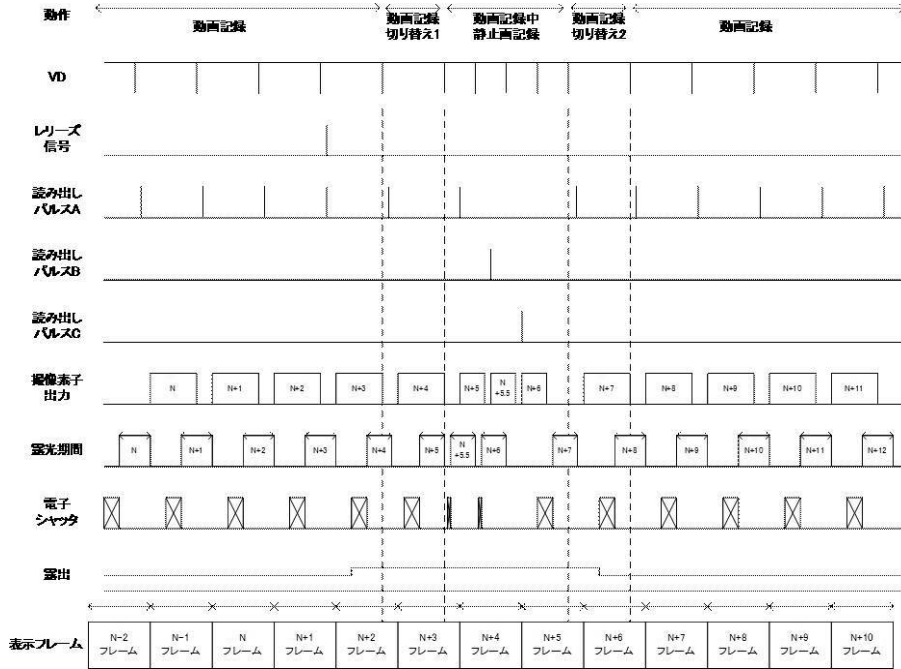 動作
動画記録
動画記録
切り替え1
動画記録中
静止画記録
動画記録
切り替え2
動画記録
VD
レリーズ
信号
読み出し
パルスA
読み出し
パルスB
読み出し
パルスC
撮像素子
出力
N
N+1
N+2
N+3
N+4
N+5
N
+5.5
N+6
N+7
N+8
N+9
N+10
N+11
露光期間
N
N+1
N+2
N+3
N+4
N+5
N
+5.5
N+6
N+7
N+8
N+9
N+10
N+11
N+12
電子
シャッタ
露出
表示フレーム
N-2
フレーム
N-1
フレーム
N
フレーム
N+1
フレーム
N+2
フレーム
N+3
フレーム
N+4
フレーム
N+5
フレーム
N+6
フレーム
N+7
フレーム
N+8
フレーム
N+9
フレーム
N+10
フレーム